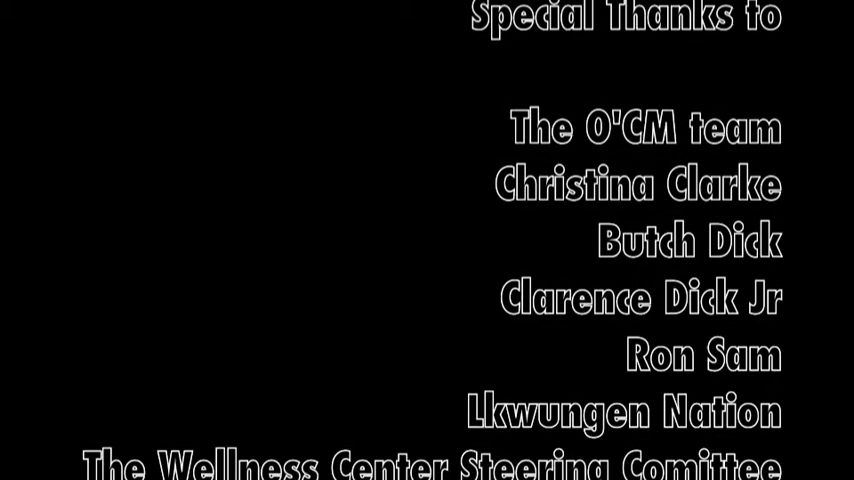 Special Thanks to
The O'CM team
Christina Clarke
Butch Dick
Clarence Dick Jr
Ron Sam
Lkwungen Nation
The Wellness Center Steering Comittee